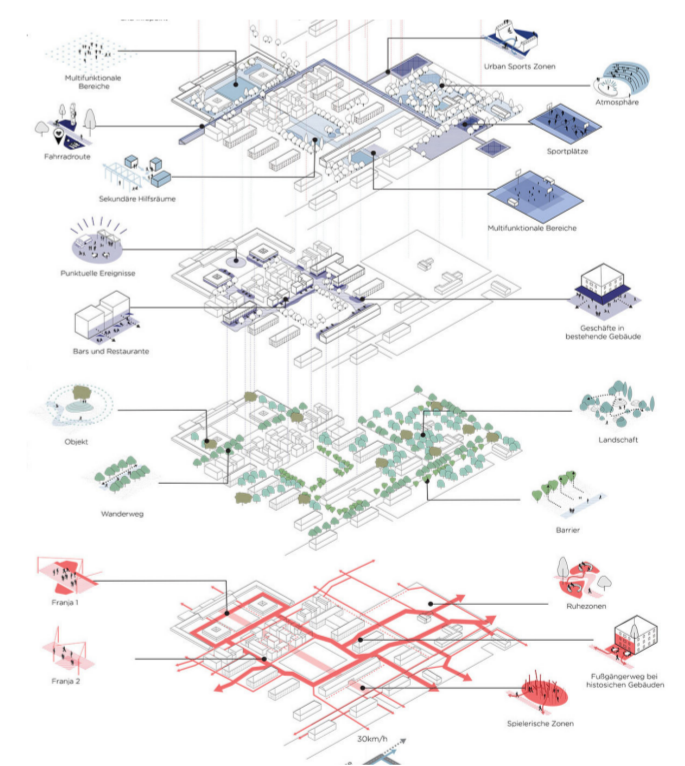 Urban Sports Zonen
Multifunktionale
Bereiche
Atmosphäre
Fahrradroute
Sportplätze
Sekundäre Hilfsräume
Multifunktionale Bereiche
Punktuelle Ereignisse
Geschäfte in
bestehende Gebäude
Bars und Restaurante
Objekt
Landschaft
Wanderweg
Barrier
Franja 1
Ruhezonen
Franja 2
Fußgängerweg bei
histosichen Gebäuden
Spielerische Zonen
30km/h